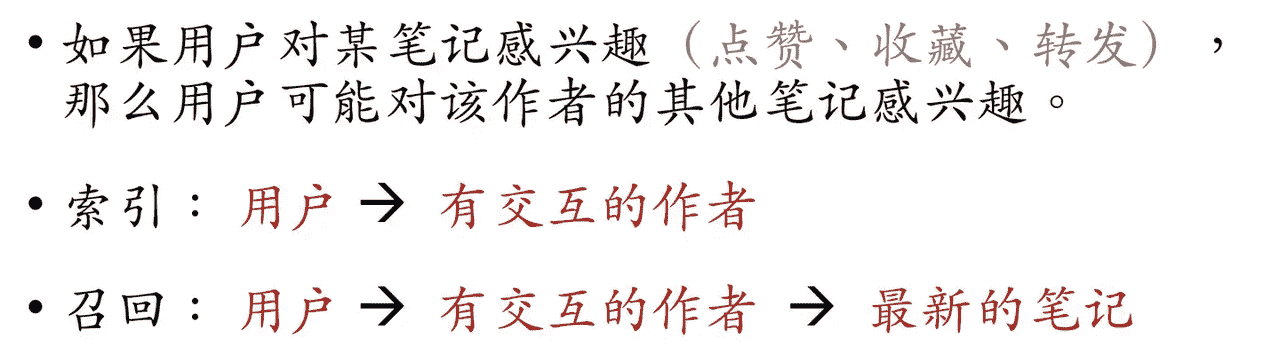 • 如果用户对某笔记感兴趣（点赞、收藏、转发），
那么用户可能对该作者的其他笔记感兴趣。
• 索引：用户 → 有交互的作者
• 召回：用户 → 有交互的作者 → 最新的笔记